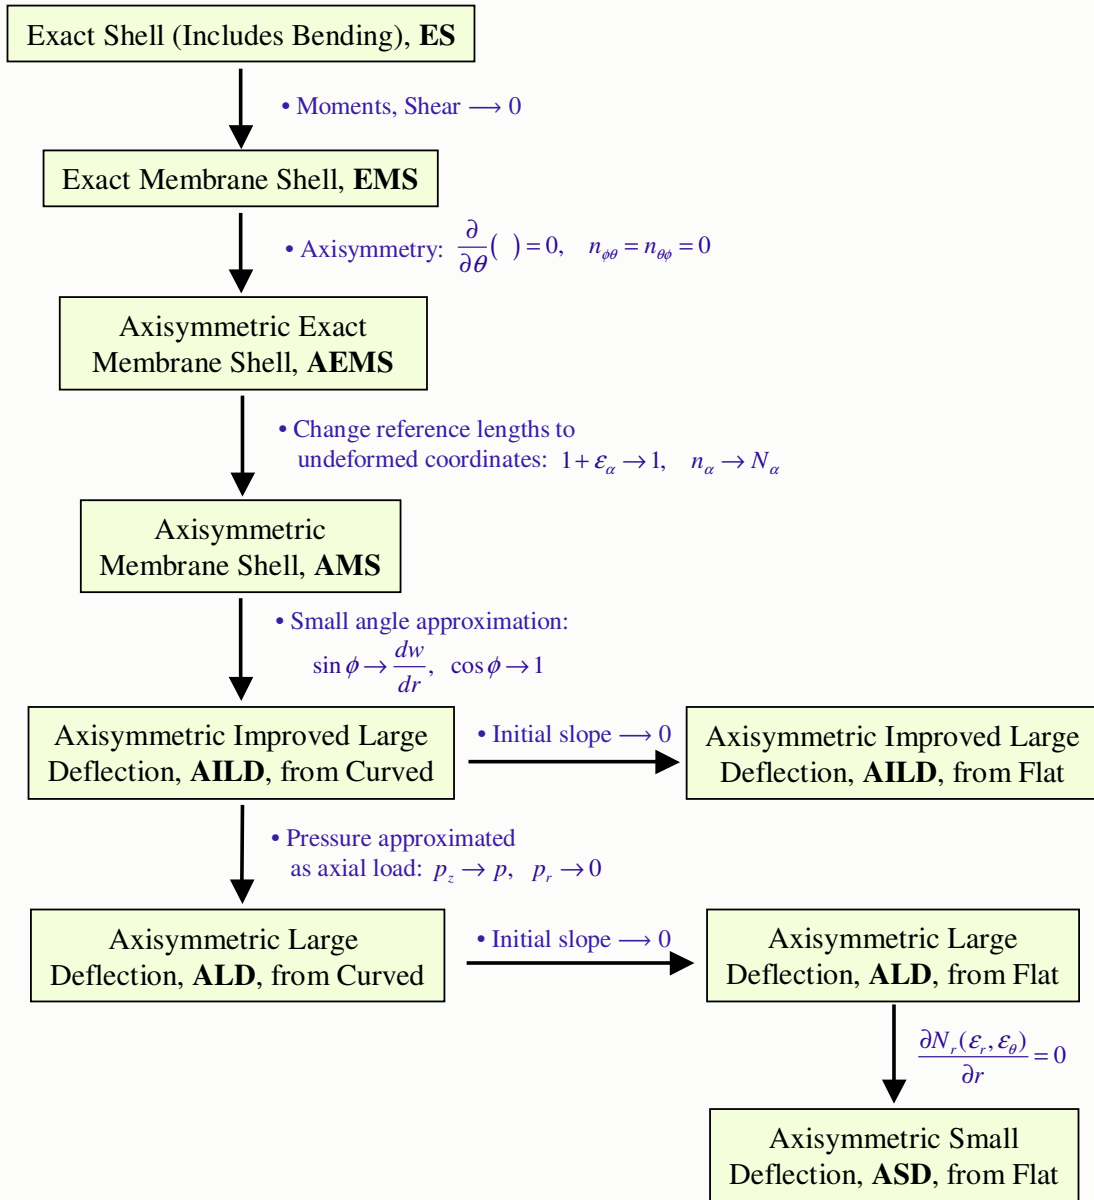 Exact Shell (Includes Bending), ES
• Moments, Shear ⟶ 0
Exact Membrane Shell, EMS
• Axisymmetry: ∂/∂θ( ) = 0, n_ϕθ = n_θϕ = 0
Axisymmetric Exact
Membrane Shell, AEMS
• Change reference lengths to
undeformed coordinates: 1 + ε_α → 1, n_α → N_α
Axisymmetric
Membrane Shell, AMS
• Small angle approximation:
sin ϕ → dw/dr, cos ϕ → 1
Axisymmetric Improved Large
Deflection, AILD, from Curved
• Initial slope ⟶ 0
Axisymmetric Improved Large
Deflection, AILD, from Flat
• Pressure approximated
as axial load: p_z → p, p_r → 0
Axisymmetric Large
Deflection, ALD, from Curved
• Initial slope ⟶ 0
Axisymmetric Large
Deflection, ALD, from Flat
∂N_r(ε_r, ε_θ)/∂r = 0
Axisymmetric Small
Deflection, ASD, from Flat